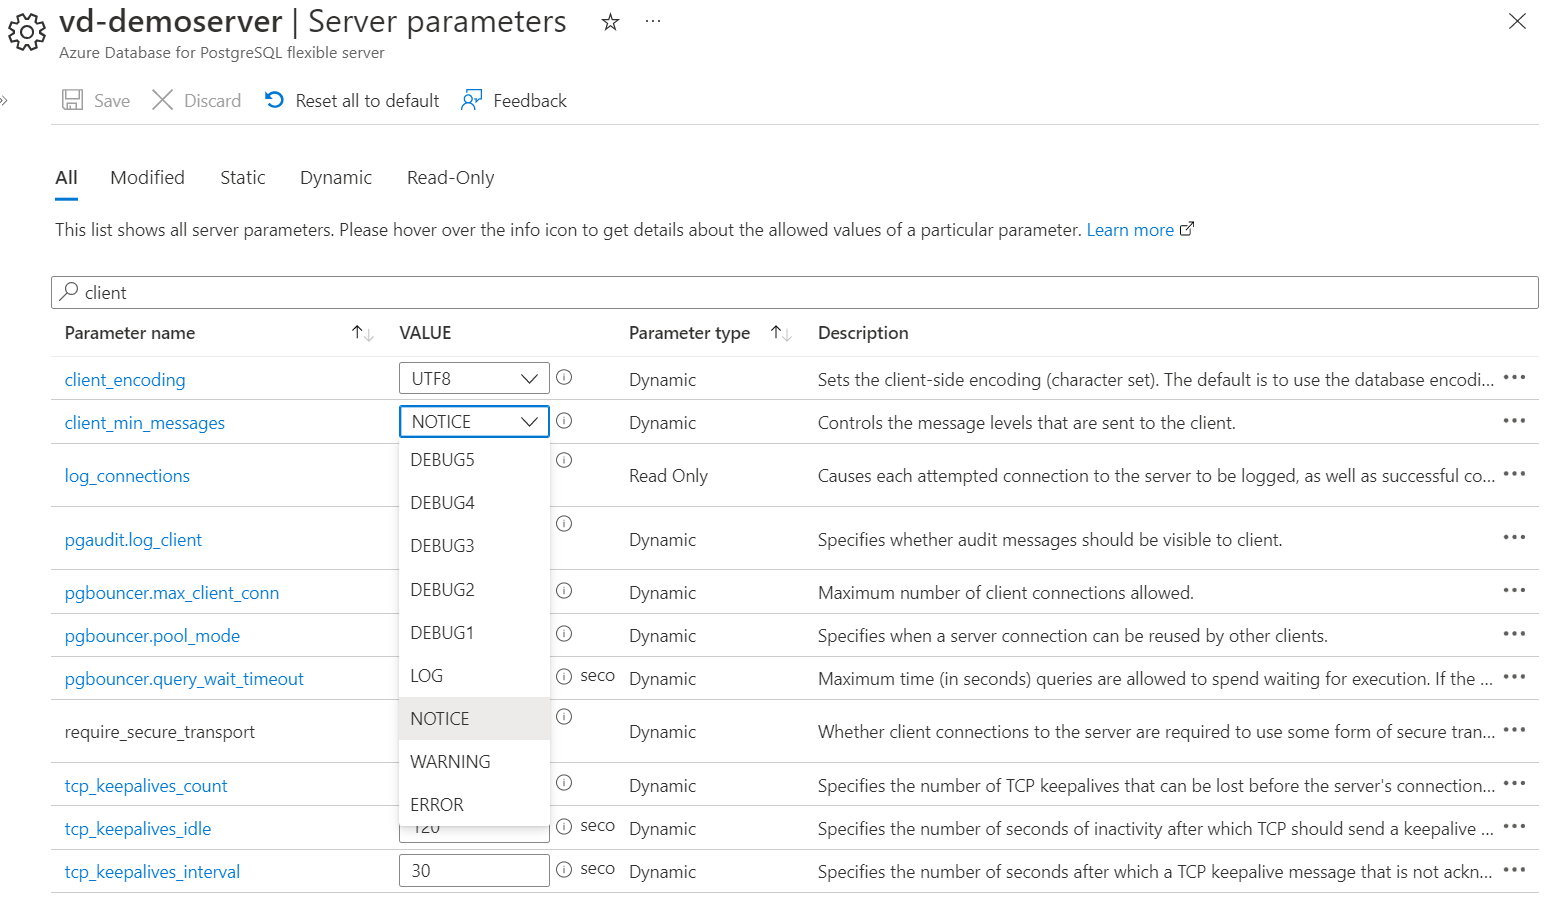 vd-demoserver | Server parameters
Azure Database for PostgreSQL flexible server
Save Discard Reset all to default Feedback
All Modified Static Dynamic Read-Only
This list shows all server parameters. Please hover over the info icon to get details about the allowed values of a particular parameter. Learn more
client
Parameter name VALUE Parameter type Description
client_encoding UTF8 Dynamic Sets the client-side encoding (character set). The default is to use the database encodi...
client_min_messages NOTICE Dynamic Controls the message levels that are sent to the client.
DEBUG5
log_connections Read Only Causes each attempted connection to the server to be logged, as well as successful co...
DEBUG4
pgaudit.log_client DEBUG3 Dynamic Specifies whether audit messages should be visible to client.
pgbouncer.max_client_conn DEBUG2 Dynamic Maximum number of client connections allowed.
pgbouncer.pool_mode DEBUG1 Dynamic Specifies when a server connection can be reused by other clients.
pgbouncer.query_wait_timeout LOG seco Dynamic Maximum time (in seconds) queries are allowed to spend waiting for execution. If the ...
NOTICE
require_secure_transport Dynamic Whether client connections to the server are required to use some form of secure tran...
WARNING
tcp_keepalives_count Dynamic Specifies the number of TCP keepalives that can be lost before the server's connection...
ERROR
tcp_keepalives_idle 120 seco Dynamic Specifies the number of seconds of inactivity after which TCP should send a keepalive ...
tcp_keepalives_interval 30 seco Dynamic Specifies the number of seconds after which a TCP keepalive message that is not ackn...